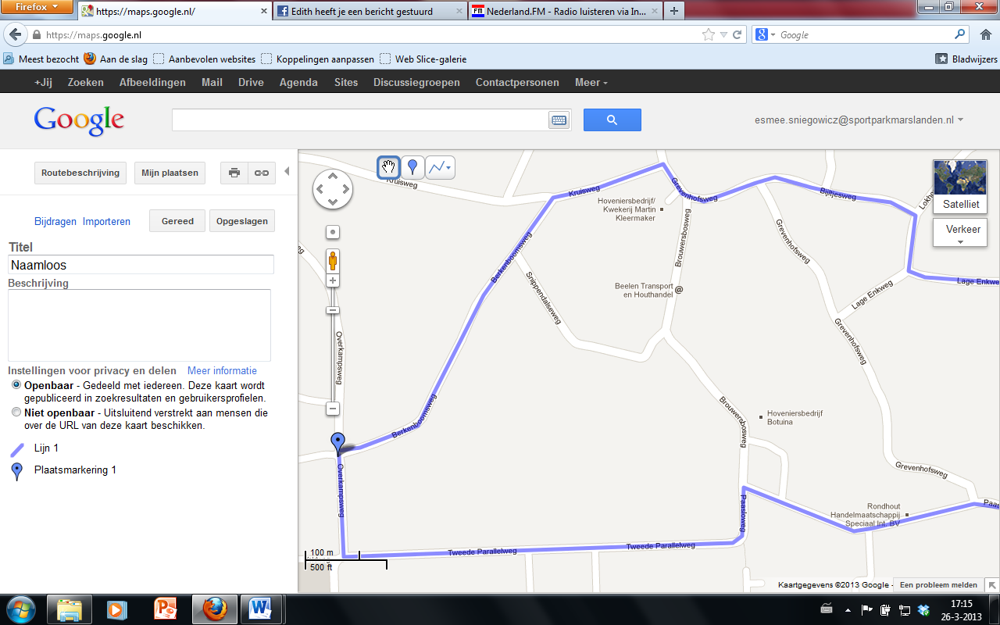 Firefox
https://maps.google.nl/
Edith heeft je een bericht gestuurd
FM Nederland.FM - Radio luisteren via In...
https://maps.google.nl
Google
Meest bezocht Aan de slag Aanbevolen websites Koppelingen aanpassen Web Slice-galerie Bladwijzers
+Jij Zoeken Afbeeldingen Mail Drive Agenda Sites Discussiegroepen Contactpersonen Meer
Google
esmee.sniegowicz@sportparkmarslanden.nl
Routebeschrijving Mijn plaatsen
Bijdragen Importeren Gereed Opgeslagen
Titel
Naamloos
Beschrijving
Instellingen voor privacy en delen Meer informatie
Openbaar - Gedeeld met iedereen. Deze kaart wordt
gepubliceerd in zoekresultaten en gebruikersprofielen.
Niet openbaar - Uitsluitend verstrekt aan mensen die
over de URL van deze kaart beschikken.
Lijn 1
Plaatsmarkering 1
Kruisweg
Kruisweg
Grevenhofsweg
Bijltjesweg
Satelliet
Verkeer
Hoveniersbedrijf/
Kwekerij Martin
Kleermaker
Brouwersbosweg
Grevenhofsweg
Berkenboomsweg
Snippendalseweg
Beelen Transport
en Houthandel
@
Lage Enkweg
Lage Enkwe
Grevenhofsweg
Overkampsweg
Berkenboomsweg
Brouwersbosweg
Hoveniersbedrijf
Botuina
Overkampsweg
Grevenhofsweg
Paasloweg
Rondhout
Handelmaatschappij
Speciaal Int. BV
Paas
Tweede Parallelweg
Tweede Parallelweg
100 m
500 ft
Kaartgegevens ©2013 Google - Een probleem melden
17:15
26-3-2013